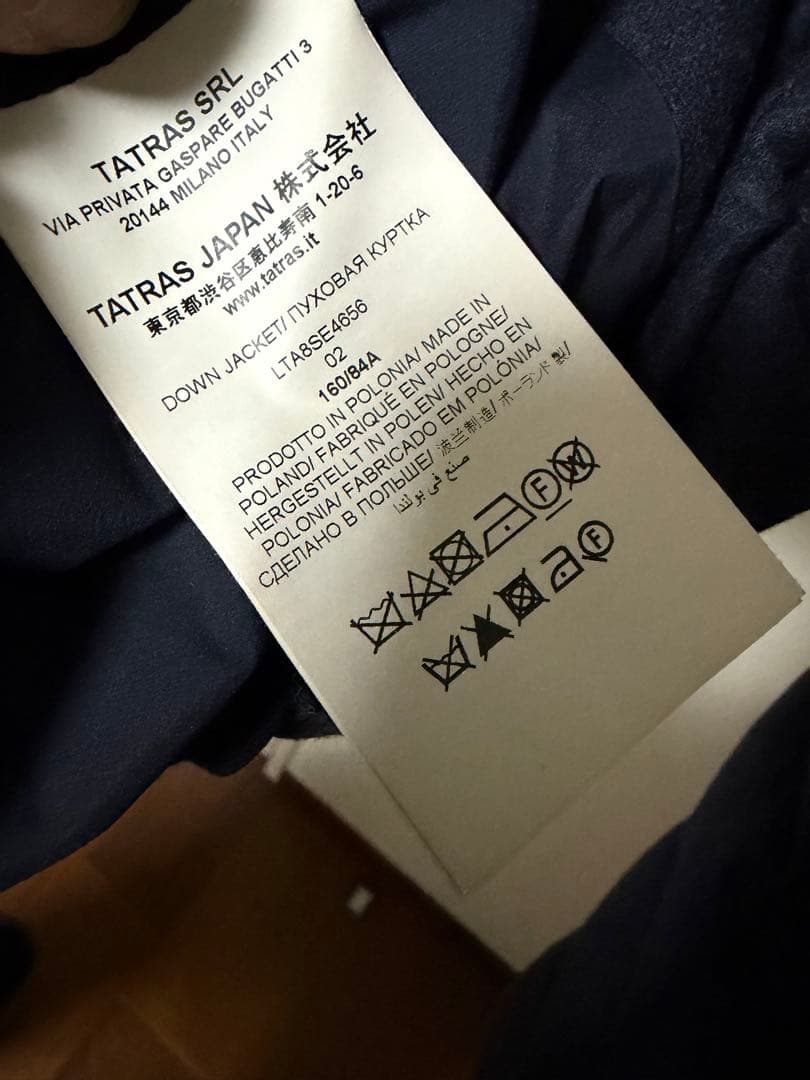 TATRAS SRL
VIA PRIVATA GASPARE BUGATTI 3
20144 MILANO ITALY
TATRAS JAPAN 株式会社
東京都渋谷区恵比寿南 1-20-6
www.tatras.it
DOWN JACKET/ ПУХОВАЯ КУРТКА
LTA8SE4656
02
160/84A
PRODOTTO IN POLONIA/ MADE IN
POLAND/ FABRIQUÉ EN POLOGNE/
HERGESTELLT IN POLEN/ HECHO EN
POLONIA/ FABRICADO EM POLÓNIA/
СДЕЛАНО В ПОЛЬШЕ/ 波兰制造/ ポーランド 製/
صنع في بولندا
F W
A F